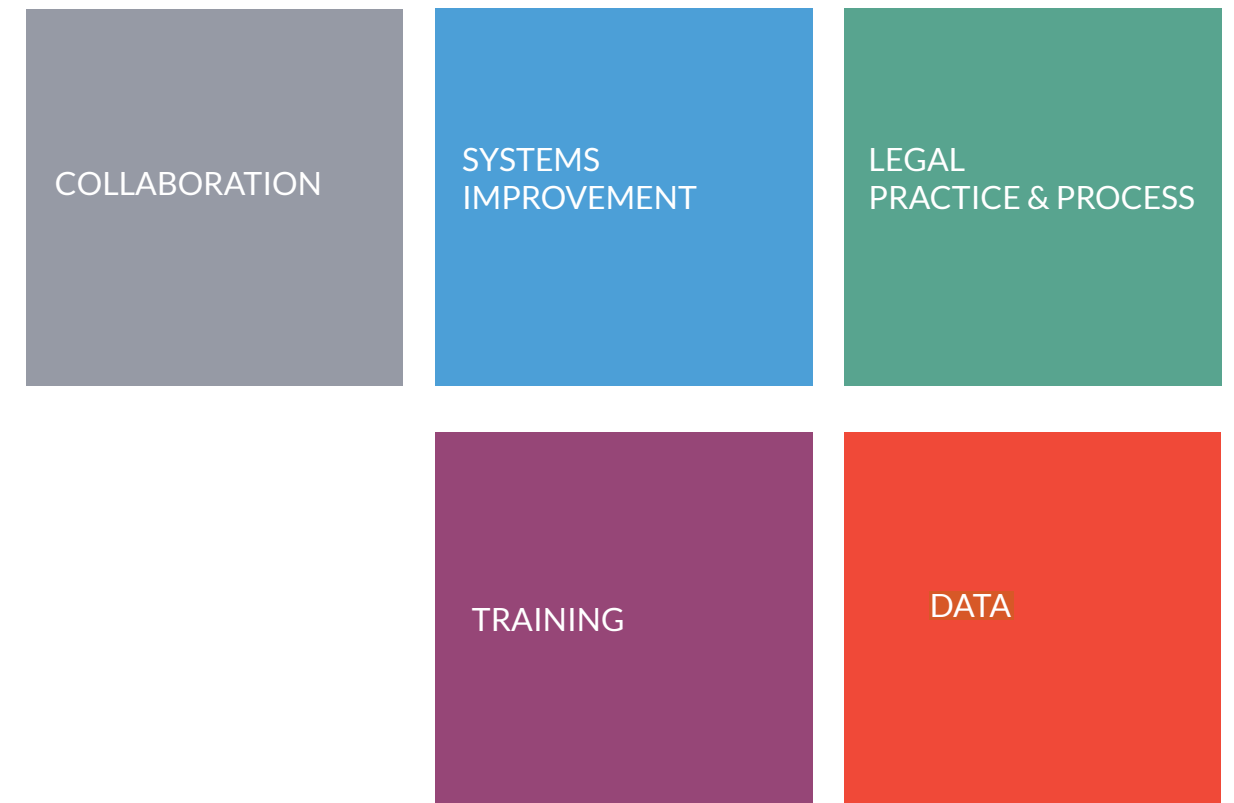 COLLABORATION
SYSTEMS
IMPROVEMENT
LEGAL
PRACTICE & PROCESS
TRAINING
DATA